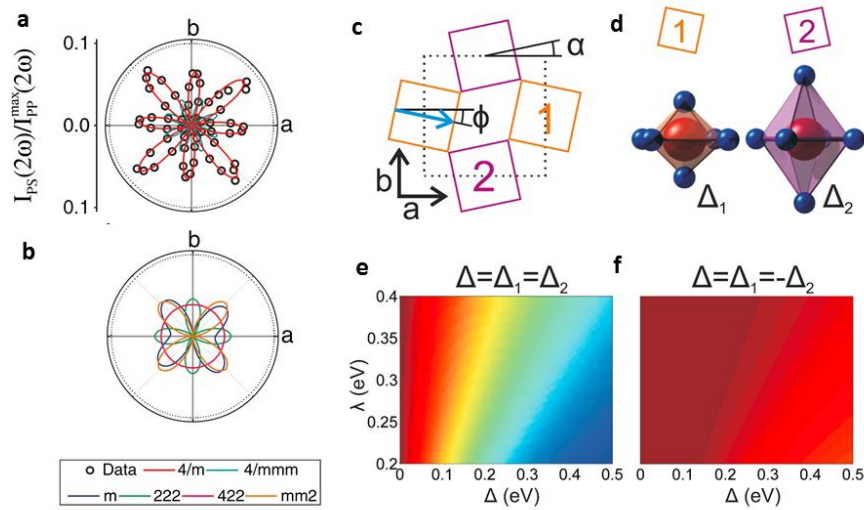 a
b
0.1
0.0
0.1
a
I_PS(2ω)/I_pp^max(2ω)
b
b
a
Data 4/m 4/mmm
m 222 422 mm2
c
α
ϕ
1
2
b
a
d
1
2
Δ₁
Δ₂
e
Δ=Δ₁=Δ₂
0.4
0.35
0.3
0.25
0.2
λ (eV)
0 0.1 0.2 0.3 0.4 0.5
Δ (eV)
f
Δ=Δ₁=-Δ₂
0 0.1 0.2 0.3 0.4 0.5
Δ (eV)